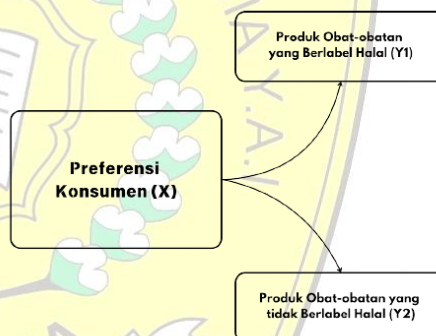 Produk Obat-obatan
yang Berlabel Halal (Y1)
Preferensi
Konsumen (X)
Produk Obat-obatan yang
tidak Berlabel Halal (Y2)